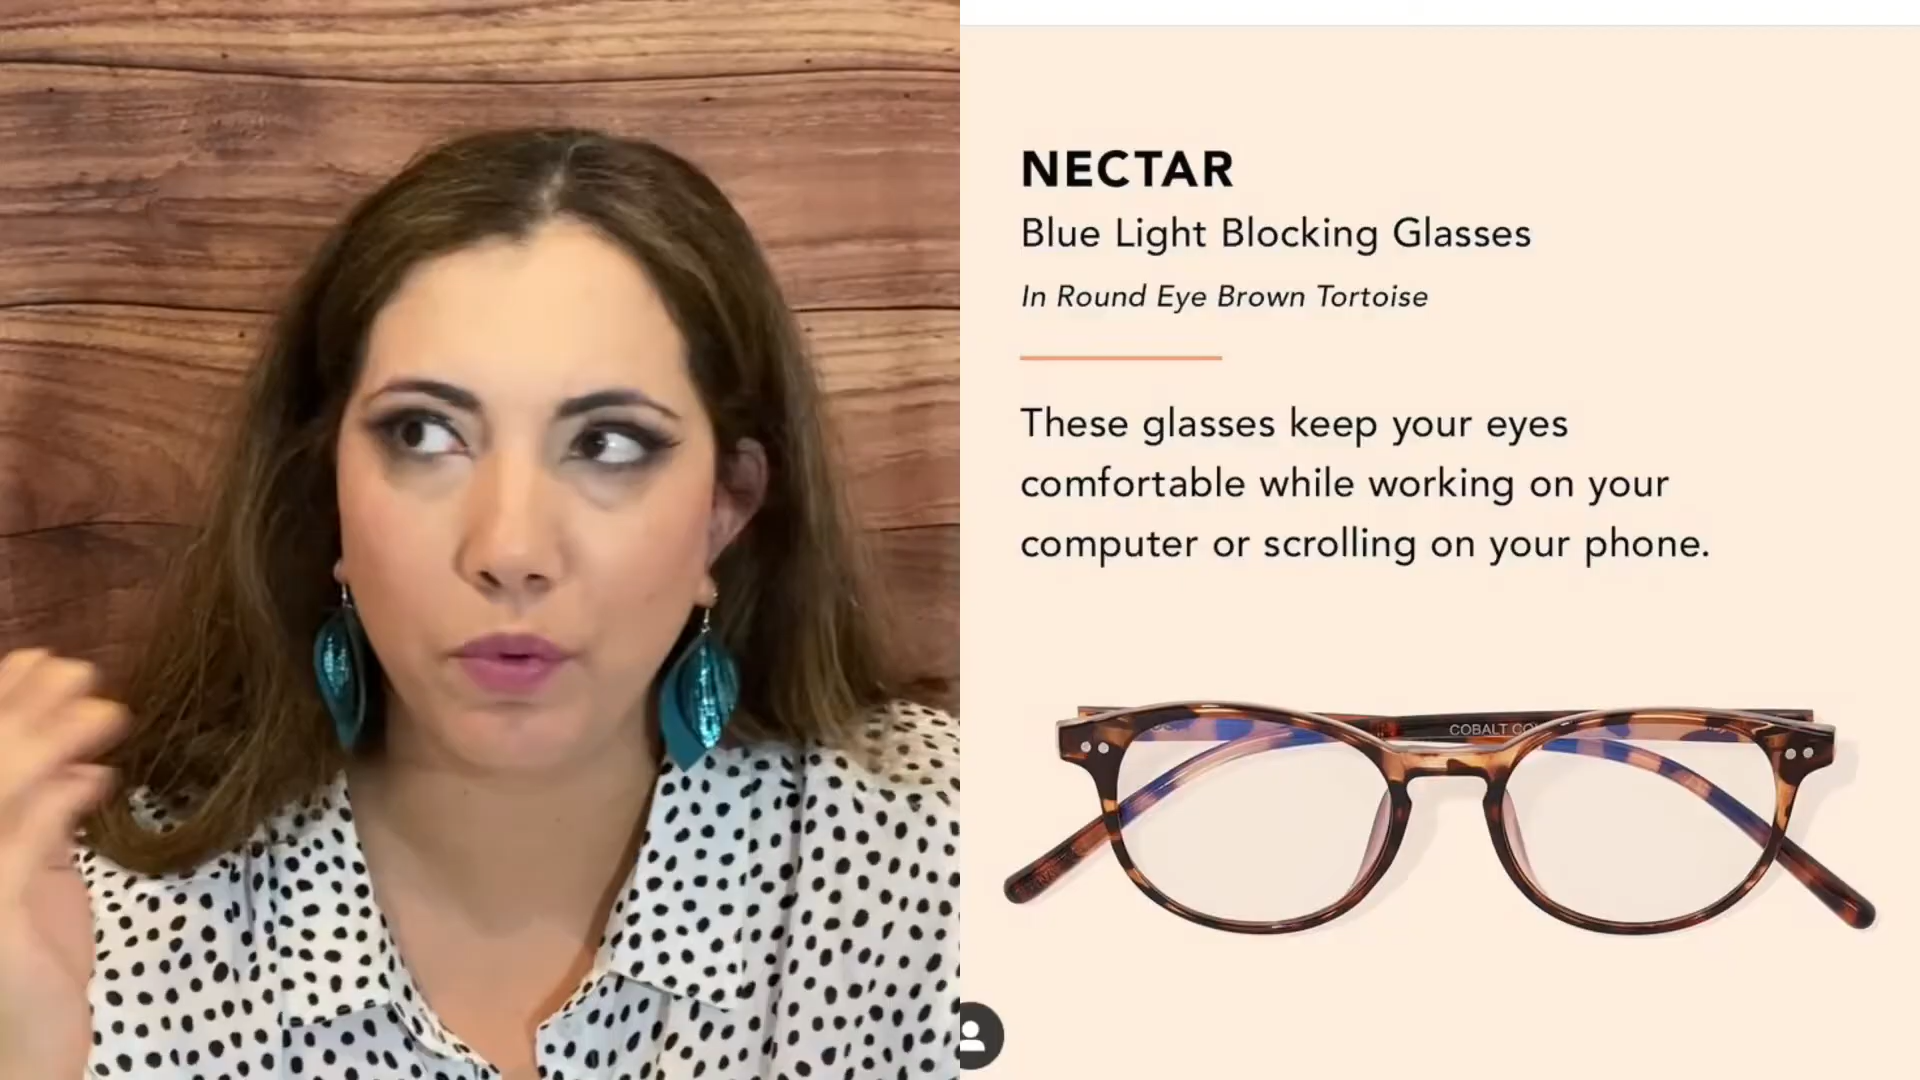 NECTAR
Blue Light Blocking Glasses
In Round Eye Brown Tortoise
These glasses keep your eyes
comfortable while working on your
computer or scrolling on your phone.
COBALT